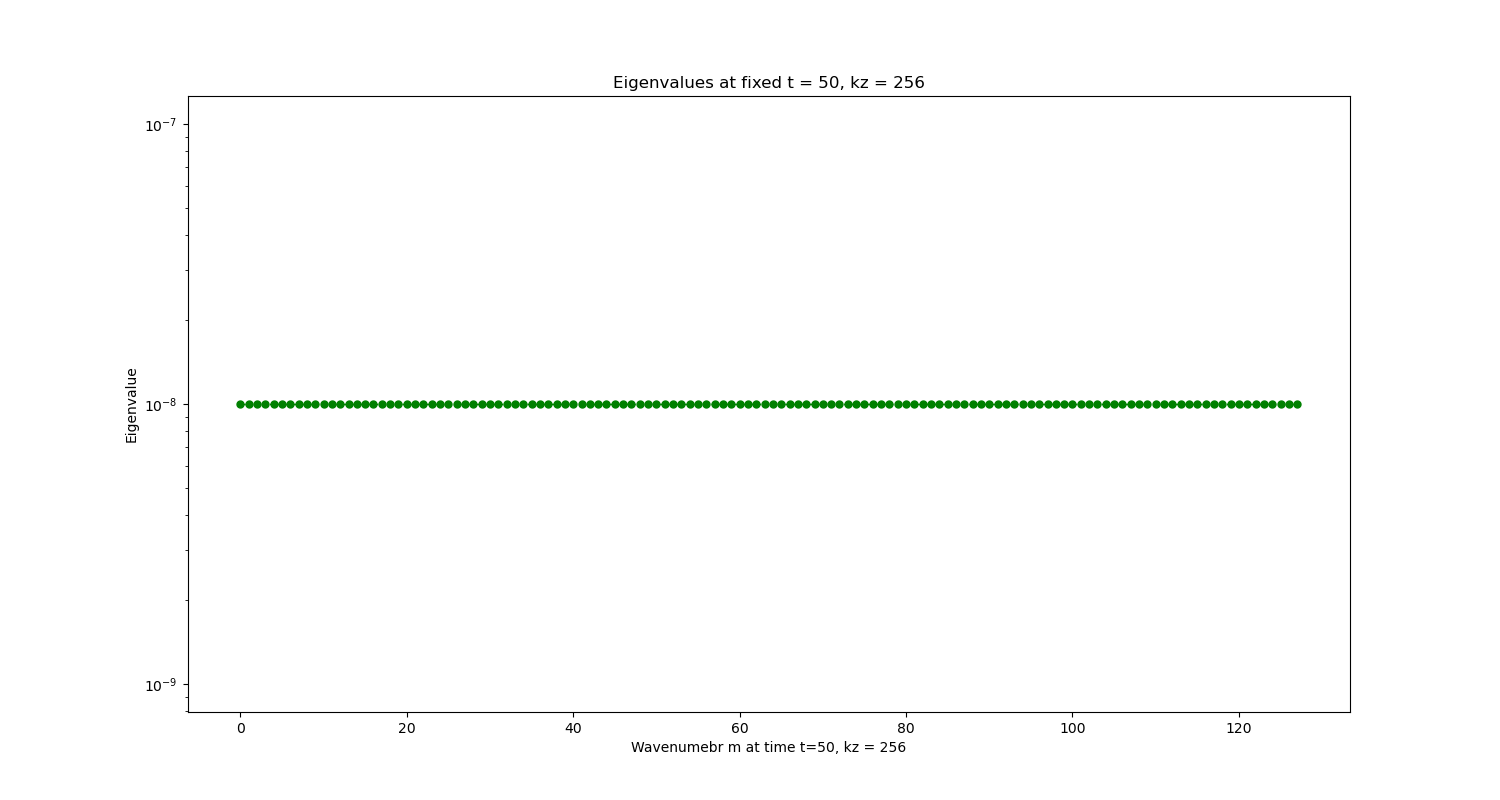 Eigenvalues at fixed t = 50, kz = 256
10⁻⁷
10⁻⁸
10⁻⁹
Eigenvalue
0 20 40 60 80 100 120
Wavenumebr m at time t=50, kz = 256